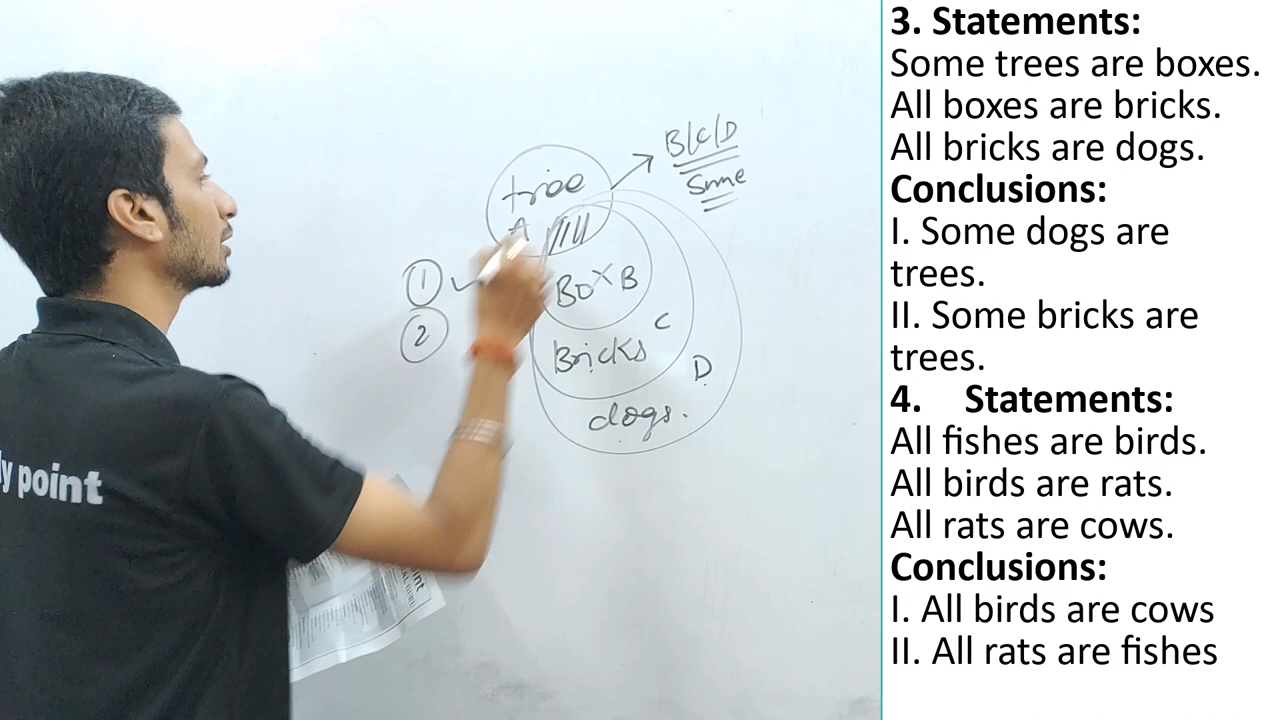 3. Statements:
Some trees are boxes.
All boxes are bricks.
All bricks are dogs.
Conclusions:
I. Some dogs are
trees.
II. Some bricks are
trees.
4. Statements:
All fishes are birds.
All birds are rats.
All rats are cows.
Conclusions:
I. All birds are cows
II. All rats are fishes
B/C/D
Some
tree
A
1
Box B
2
C
Bricks
D
dogs.
y point